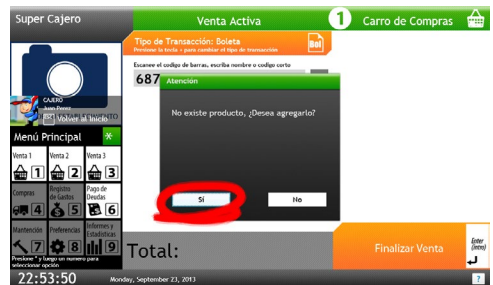 Super Cajero
Venta Activa
1 Carro de Compras
Tipo de Transacción: Boleta
Presione la tecla - para cambiar el tipo de transacción
Bol
Escanee el codigo de barras, escriba nombre o codigo corto
687
Atención
No existe producto, ¿Desea agregarlo?
Sí
No
CAJERO
Juan Perez
ESC Volver al Inicio
Menú Principal *
Venta 1
Venta 2
Venta 3
1
2
3
Compras
Registro de Gastos
Pago de Deudas
4
5
6
Mantención
Preferencias
Informes y Estadísticas
7
8
9
Presione * y luego un numero para
seleccionar opción
Total:
Finalizar Venta
Enter
(Intro)
22:53:50
Monday, September 23, 2013
?